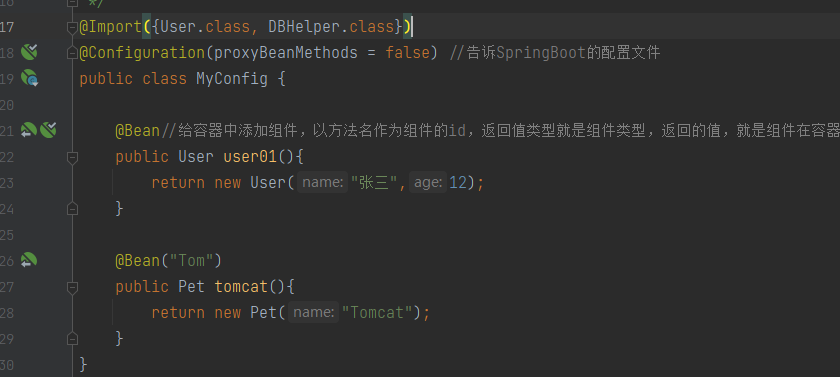 16 */
17 @Import({User.class, DBHelper.class})
18 @Configuration(proxyBeanMethods = false) //告诉SpringBoot的配置文件
19 public class MyConfig {
20
21 @Bean//给容器中添加组件，以方法名作为组件的id，返回值类型就是组件类型，返回的值，就是组件在容器
22 public User user01(){
23 return new User( name: "张三", age: 12);
24 }
25
26 @Bean("Tom")
27 public Pet tomcat(){
28 return new Pet( name: "Tomcat");
29 }
30 }